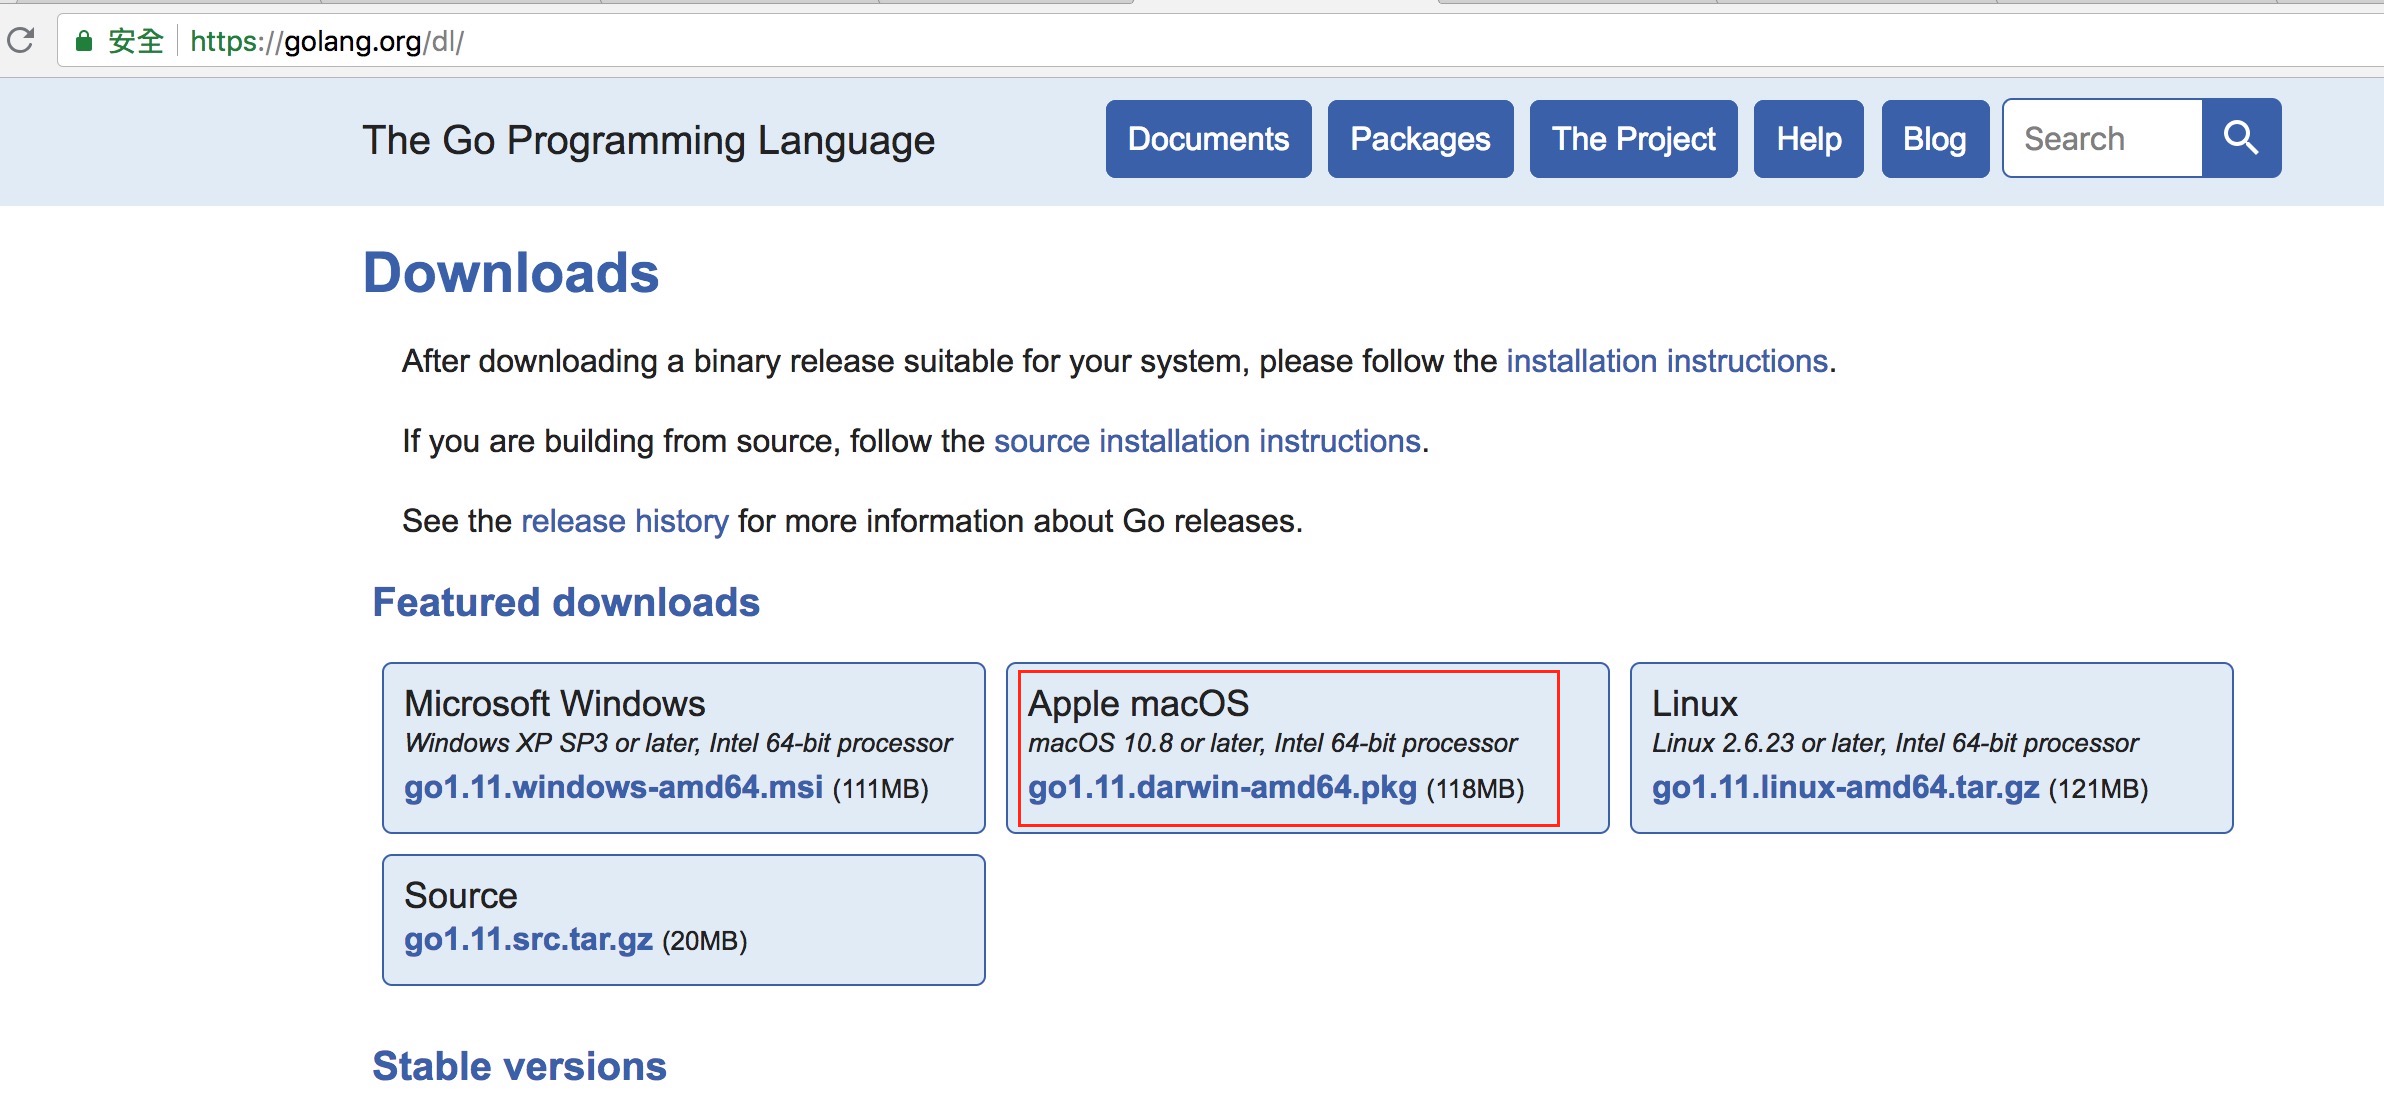 安全 https://golang.org/dl/
The Go Programming Language
Documents Packages The Project Help Blog Search
Downloads
After downloading a binary release suitable for your system, please follow the installation instructions.
If you are building from source, follow the source installation instructions.
See the release history for more information about Go releases.
Featured downloads
Microsoft Windows
Windows XP SP3 or later, Intel 64-bit processor
go1.11.windows-amd64.msi (111MB)
Apple macOS
macOS 10.8 or later, Intel 64-bit processor
go1.11.darwin-amd64.pkg (118MB)
Linux
Linux 2.6.23 or later, Intel 64-bit processor
go1.11.linux-amd64.tar.gz (121MB)
Source
go1.11.src.tar.gz (20MB)
Stable versions